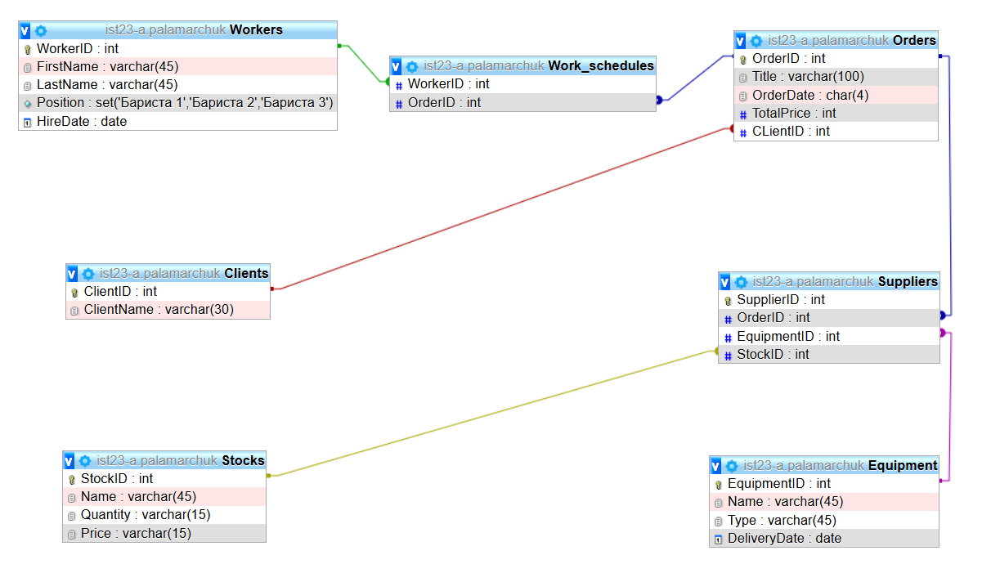 ist23-a.palamarchuk Workers
WorkerID : int
FirstName : varchar(45)
LastName : varchar(45)
Position : set('Бариста 1','Бариста 2','Бариста 3')
HireDate : date
ist23-a.palamarchuk Work_schedules
WorkerID : int
OrderID : int
ist23-a.palamarchuk Orders
OrderID : int
Title : varchar(100)
OrderDate : char(4)
TotalPrice : int
CLientID : int
ist23-a.palamarchuk Clients
ClientID : int
ClientName : varchar(30)
ist23-a.palamarchuk Suppliers
SupplierID : int
OrderID : int
EquipmentID : int
StockID : int
ist23-a.palamarchuk Stocks
StockID : int
Name : varchar(45)
Quantity : varchar(15)
Price : varchar(15)
ist23-a.palamarchuk Equipment
EquipmentID : int
Name : varchar(45)
Type : varchar(45)
DeliveryDate : date